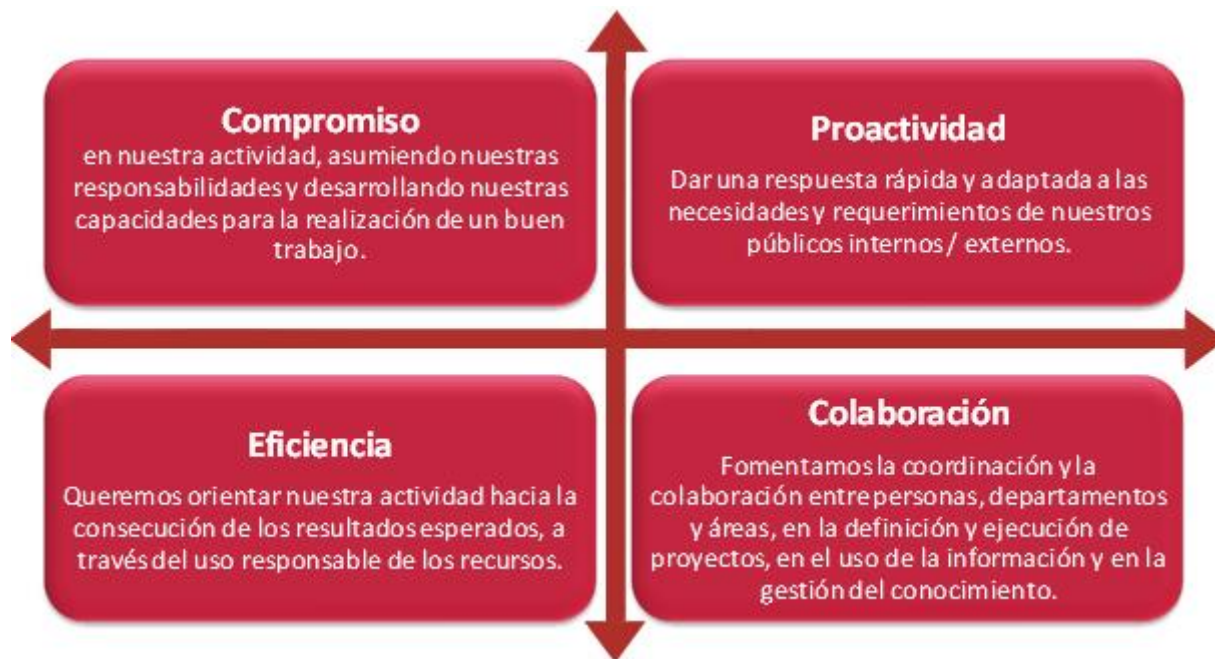 Compromiso
en nuestra actividad, asumiendo nuestras
responsabilidades y desarrollando nuestras
capacidades para la realización de un buen
trabajo.
Proactividad
Dar una respuesta rápida y adaptada a las
necesidades y requerimientos de nuestros
públicos internos / externos.
Eficiencia
Queremos orientar nuestra actividad hacia la
consecución de los resultados esperados, a
través del uso responsable de los recursos.
Colaboración
Fomentamos la coordinación y la
colaboración entre personas, departamentos
y áreas, en la definición y ejecución de
proyectos, en el uso de la información y en la
gestión del conocimiento.